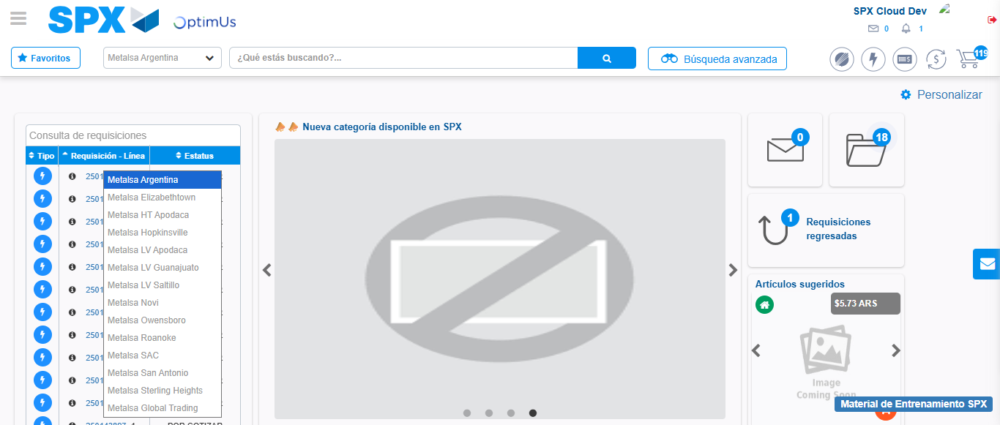 SPX OptimUs
SPX Cloud Dev
0 1
Favoritos
Metalsa Argentina
¿Qué estás buscando?...
Búsqueda avanzada
119
Personalizar
Consulta de requisiciones
Tipo Requisición - Línea Estatus
Metalsa Argentina
Metalsa Elizabethtown
Metalsa HT Apodaca
Metalsa Hopkinsville
Metalsa LV Apodaca
Metalsa LV Guanajuato
Metalsa LV Saltillo
Metalsa Novi
Metalsa Owensboro
Metalsa Roanoke
Metalsa SAC
Metalsa San Antonio
Metalsa Sterling Heights
Metalsa Global Trading
2501
2501
2501
2501
2501
2501
2501
2501
2501
2501
2501
Nueva categoría disponible en SPX
0
18
1
Requisiciones
regresadas
Artículos sugeridos
$5.73 ARS
Image
Coming Soon
Material de Entrenamiento SPX